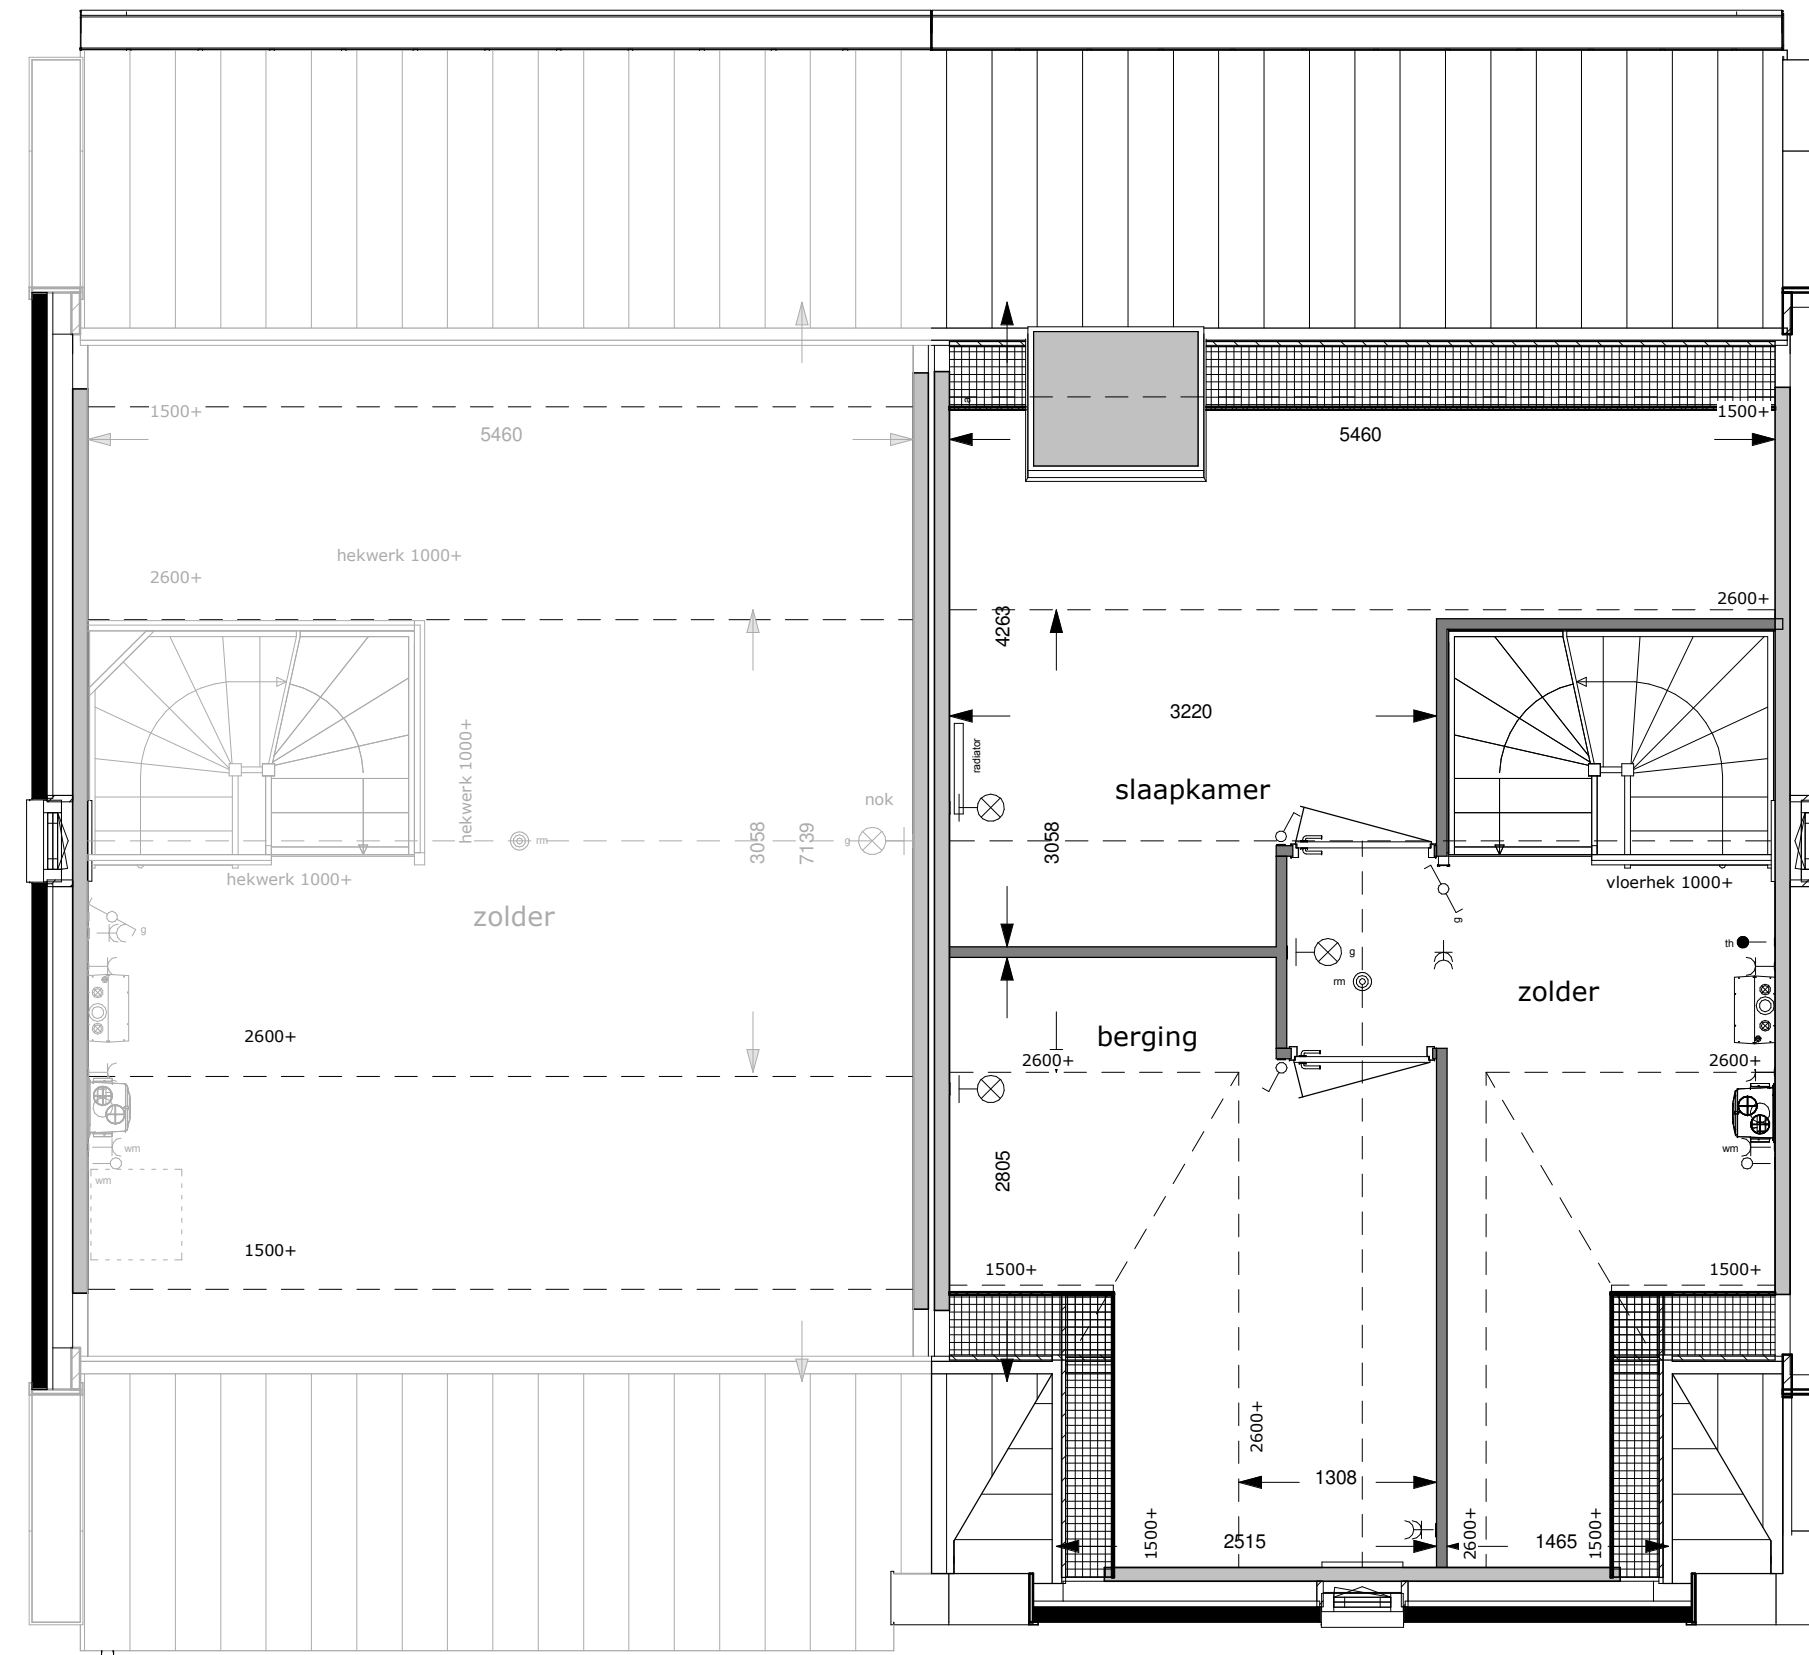 1500+
5460
hekwerk 1000+
2600+
hekwerk 1000+
nok
rm
g
3058
7139
hekwerk 1000+
zolder
g
2600+
wm
wm
1500+
a
1500+
5460
2600+
4263
3220
radiator
slaapkamer
3058
vloerhek 1000+
g
g
rm
th
zolder
berging
2600+
2600+
wm
2805
1500+
1500+
2600+
1308
1500+
2515
2600+
1465
1500+